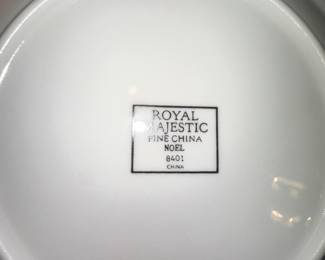 ROYAL
MAJESTIC
FINE CHINA
NOEL
8401
CHINA